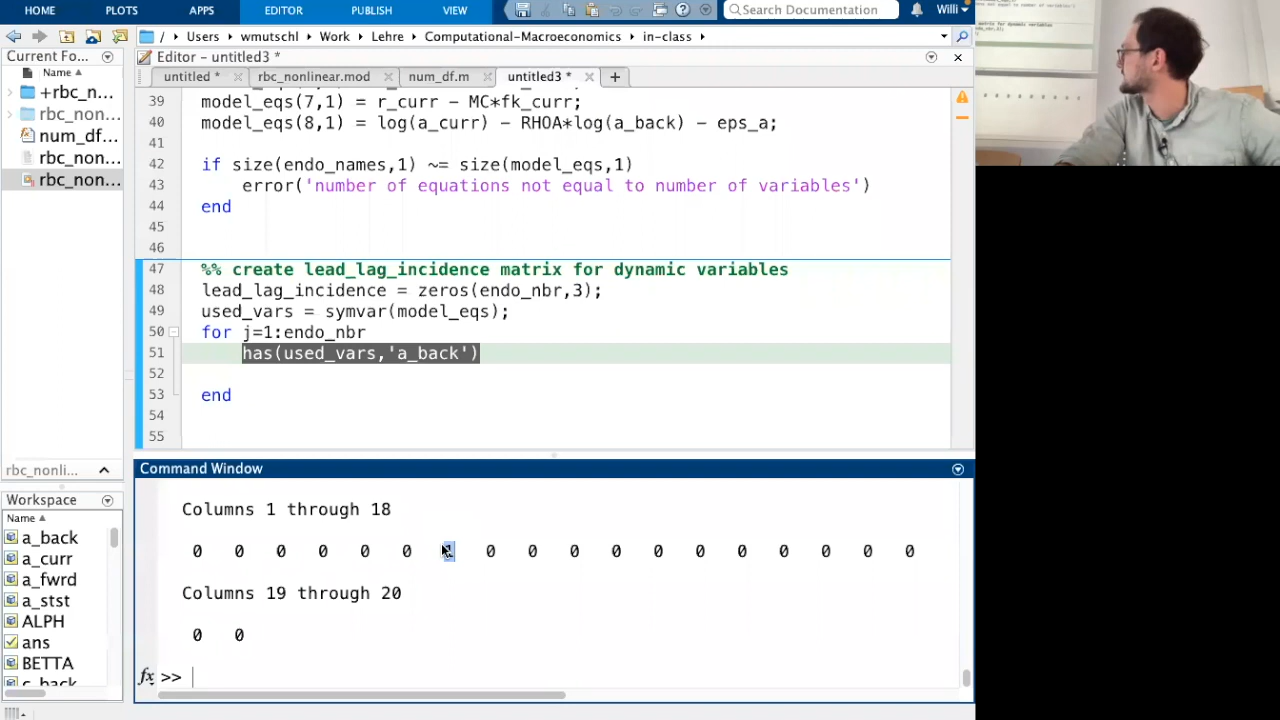 HOME PLOTS APPS EDITOR PUBLISH VIEW Search Documentation Willi
/ Users wmus Computational-Macroeconomics in-class
Current Fo...
Name
+rbc_n...
rbc_non...
num_df....
rbc_non...
rbc_non...
rbc_nonli...
Workspace
Name
a_back
a_curr
a_fwrd
a_stst
ALPH
ans
BETTA
c_back
Editor - untitled3 *
untitled * rbc_nonlinear.mod num_df.m untitled3 *
39 model_eqs(7,1) = r_curr - MC*fk_curr;
40 model_eqs(8,1) = log(a_curr) - RHOA*log(a_back) - eps_a;
41
42 if size(endo_names,1) ~= size(model_eqs,1)
43 error('number of equations not equal to number of variables')
44 end
45
46
47 %% create lead_lag_incidence matrix for dynamic variables
48 lead_lag_incidence = zeros(endo_nbr,3);
49 used_vars = symvar(model_eqs);
50 for j=1:endo_nbr
51 has(used_vars,'a_back')
52
53 end
54
55
Command Window
Columns 1 through 18
0 0 0 0 0 0 1 0 0 0 0 0 0 0 0 0 0 0
Columns 19 through 20
0 0
fx >>